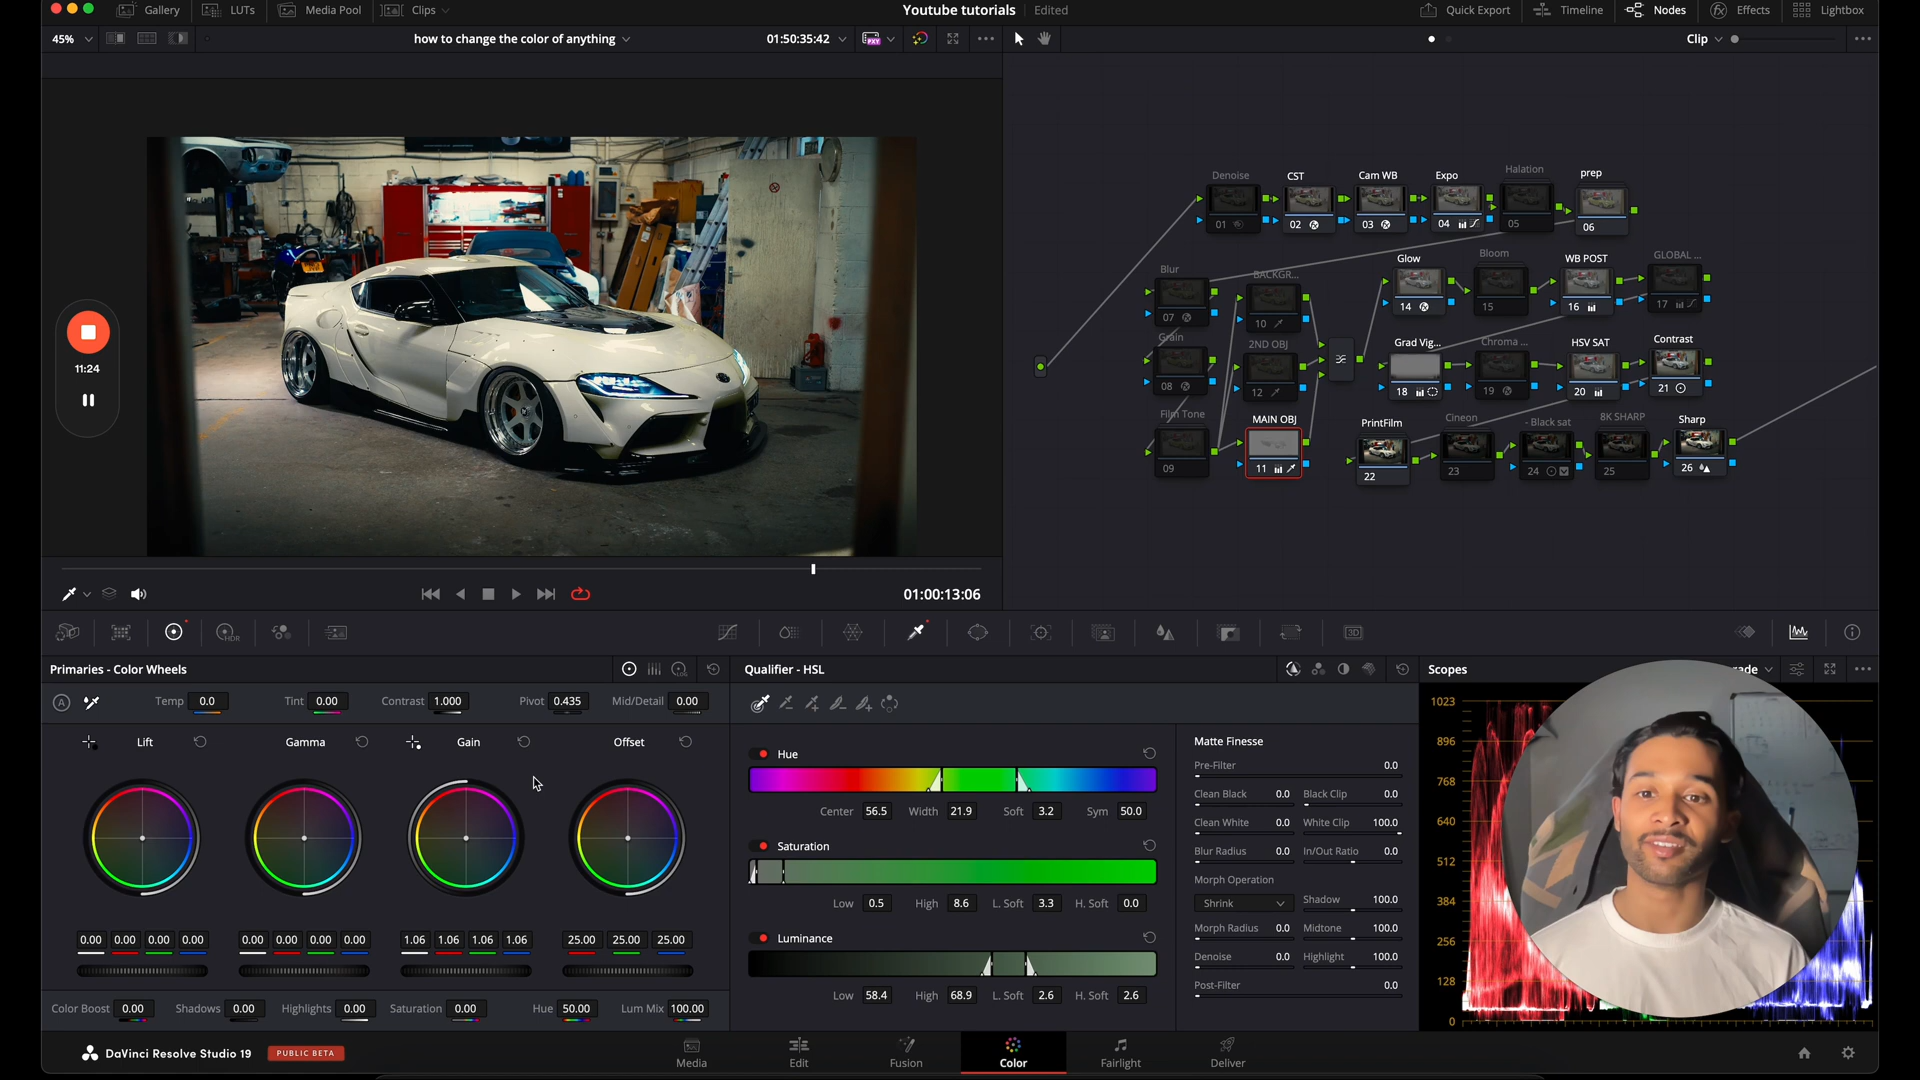 Gallery LUTs Media Pool Clips Youtube tutorials Edited Quick Export Timeline Nodes Effects Lightbox
45% how to change the color of anything 01:50:35:42 Clip
Denoise CST Cam WB Expo Halation prep
01 02 03 04 05 06
Blur BACKGR... Glow Bloom WB POST GLOBAL ...
07 10 14 15 16 17
Grain 2ND OBJ Grad Vig... Chroma ... HSV SAT Contrast
08 12 18 19 20 21
Film Tone MAIN OBJ PrintFilm Cineon - Black sat 8K SHARP Sharp
09 11 22 23 24 25 26
11:24
01:00:13:06
HDR
3D
Primaries - Color Wheels
Temp 0.0 Tint 0.00 Contrast 1.000 Pivot 0.435 Mid/Detail 0.00
Lift Gamma Gain Offset
0.00 0.00 0.00 0.00 0.00 0.00 0.00 0.00 1.06 1.06 1.06 1.06 25.00 25.00 25.00
Color Boost 0.00 Shadows 0.00 Highlights 0.00 Saturation 0.00 Hue 50.00 Lum Mix 100.00
Qualifier - HSL
Hue
Center 56.5 Width 21.9 Soft 3.2 Sym 50.0
Saturation
Low 0.5 High 8.6 L. Soft 3.3 H. Soft 0.0
Luminance
Low 58.4 High 68.9 L. Soft 2.6 H. Soft 2.6
Matte Finesse
Pre-Filter 0.0
Clean Black 0.0 Black Clip 0.0
Clean White 0.0 White Clip 100.0
Blur Radius 0.0 In/Out Ratio 0.0
Morph Operation
Shrink Shadow 100.0
Morph Radius 0.0 Midtone 100.0
Denoise 0.0 Highlight 100.0
Post-Filter 0.0
Scopes ade
1023
896
768
640
512
384
256
128
0
DaVinci Resolve Studio 19 PUBLIC BETA
Media Edit Fusion Color Fairlight Deliver